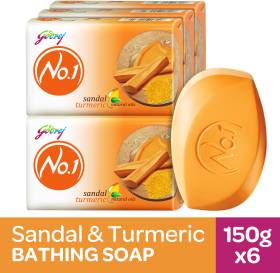 Godrej
No.1
sandal
turmeric
natural oils
Godrej
No.1
sandal
turmeric
natural oils
No.1
Sandal & Turmeric
BATHING SOAP
150g
x6